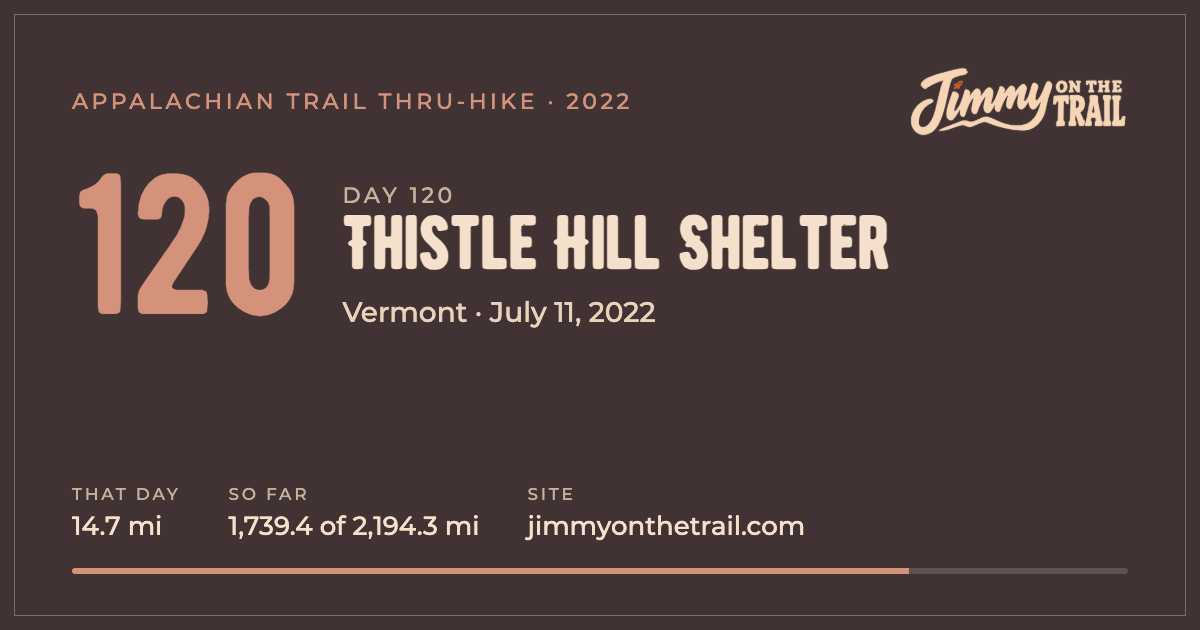 APPALACHIAN TRAIL THRU-HIKE · 2022
Jimmy ON THE TRAIL
120
DAY 120
THISTLE HILL SHELTER
Vermont · July 11, 2022
THAT DAY
14.7 mi
SO FAR
1,739.4 of 2,194.3 mi
SITE
jimmyonthetrail.com